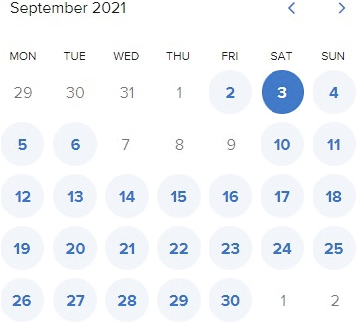 September 2021
MON TUE WED THU FRI SAT SUN
29 30 31 1 2 3 4
5 6 7 8 9 10 11
12 13 14 15 16 17 18
19 20 21 22 23 24 25
26 27 28 29 30 1 2